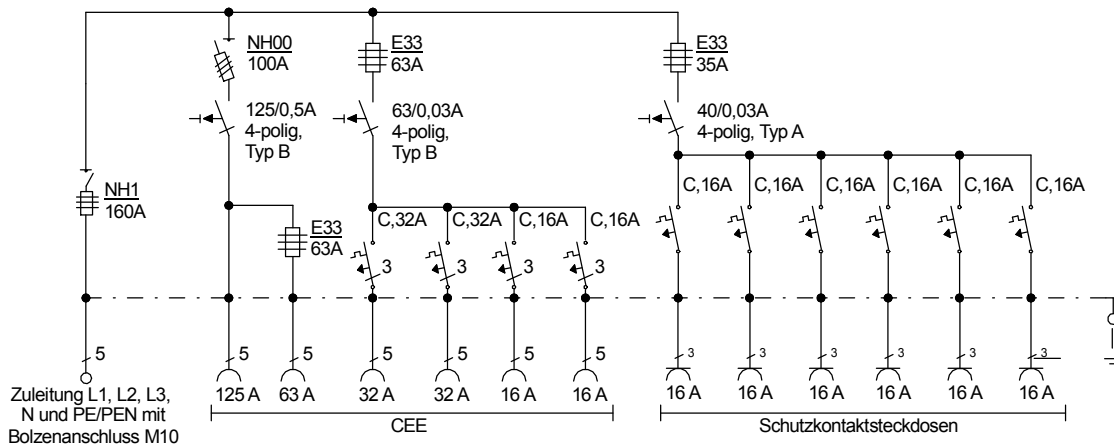 NH00
100A
E33
63A
E33
35A
125/0,5A
4-polig,
Typ B
63/0,03A
4-polig,
Typ B
40/0,03A
4-polig, Typ A
NH1
160A
E33
63A
C,32A
C,32A
C,16A
C,16A
C,16A
C,16A
C,16A
C,16A
C,16A
C,16A
3
3
3
3
5
5
5
5
5
5
5
3
3
3
3
3
3
Zuleitung L1, L2, L3,
N und PE/PEN mit
Bolzenanschluss M10
125 A
63 A
32 A
32 A
16 A
16 A
16 A
16 A
16 A
16 A
16 A
16 A
CEE
Schutzkontaktsteckdosen